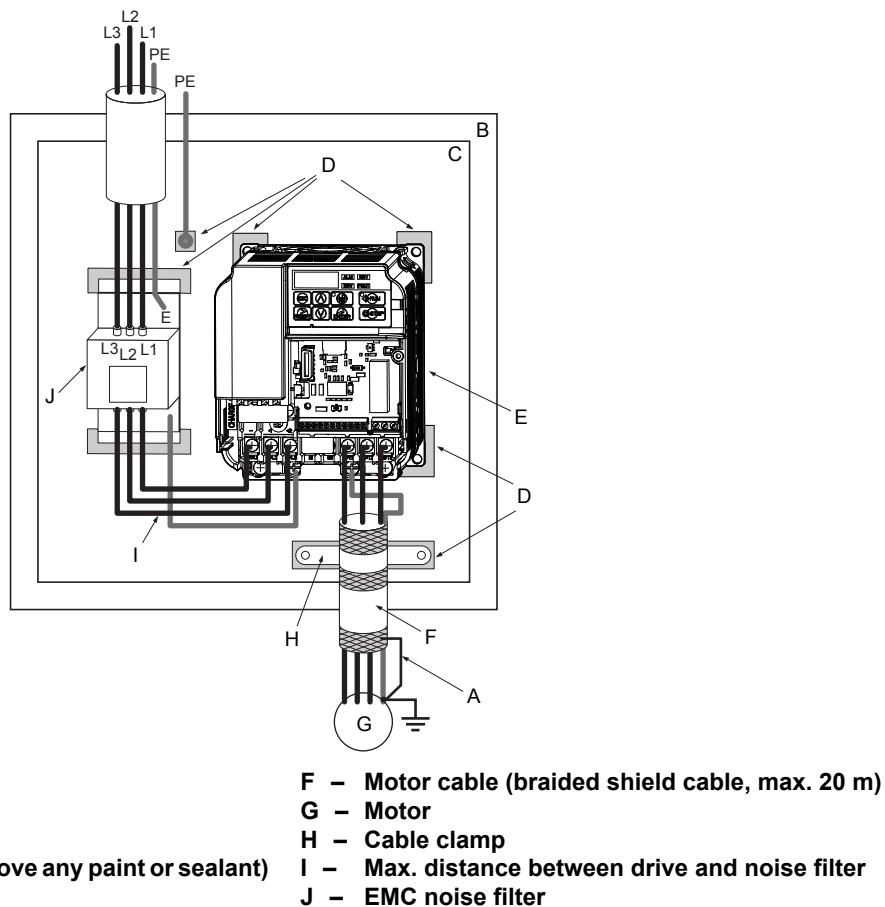 L2
L3 L1
PE
PE
B
C
D
E
L3 L2 L1
J
E
D
I
H
F
A
G
F – Motor cable (braided shield cable, max. 20 m)
G – Motor
H – Cable clamp
ove any paint or sealant) I – Max. distance between drive and noise filter
J – EMC noise filter